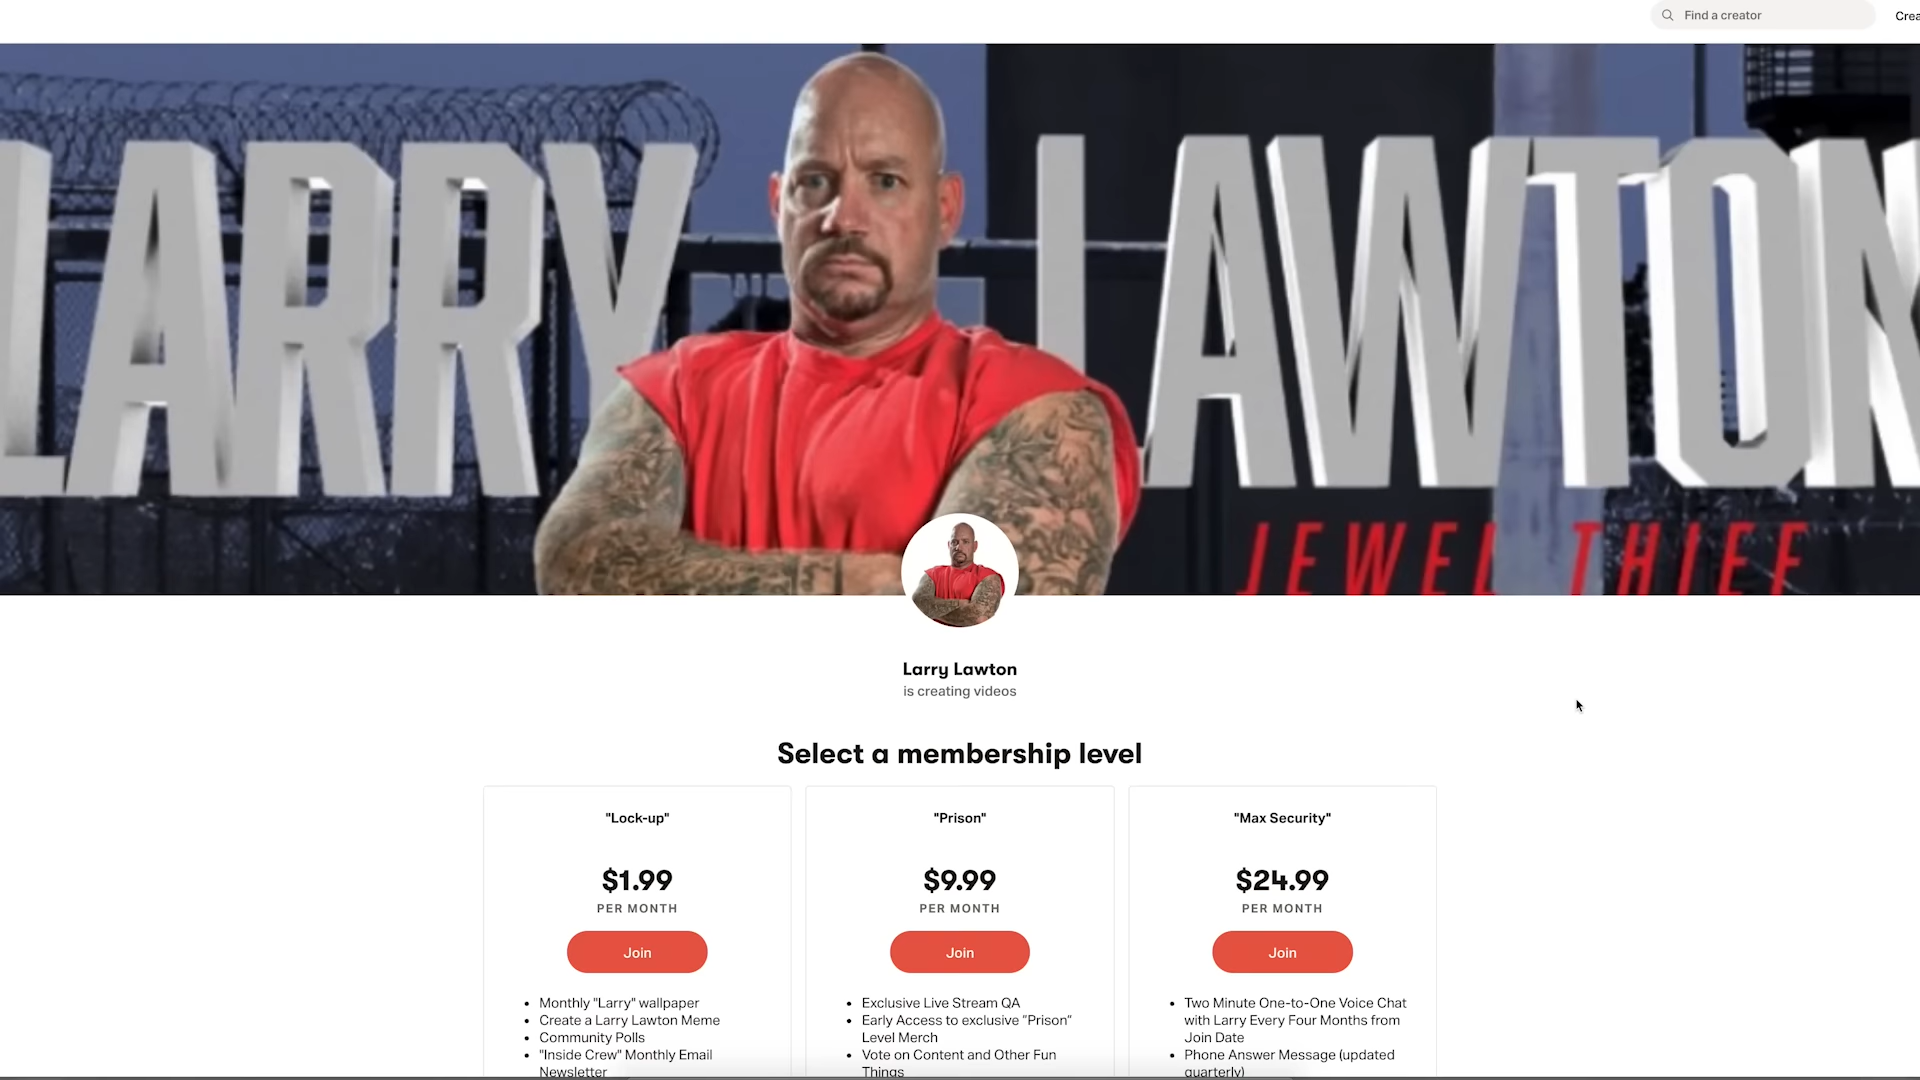 Find a creator
Crea
LARRY LAWTON
JEWEL THIEF
Larry Lawton
is creating videos
Select a membership level
"Lock-up"
$1.99
PER MONTH
Join
• Monthly "Larry" wallpaper
• Create a Larry Lawton Meme
• Community Polls
• "Inside Crew" Monthly Email
Newsletter
"Prison"
$9.99
PER MONTH
Join
• Exclusive Live Stream QA
• Early Access to exclusive "Prison"
Level Merch
• Vote on Content and Other Fun
Things
"Max Security"
$24.99
PER MONTH
Join
• Two Minute One-to-One Voice Chat
with Larry Every Four Months from
Join Date
• Phone Answer Message (updated
quarterly)